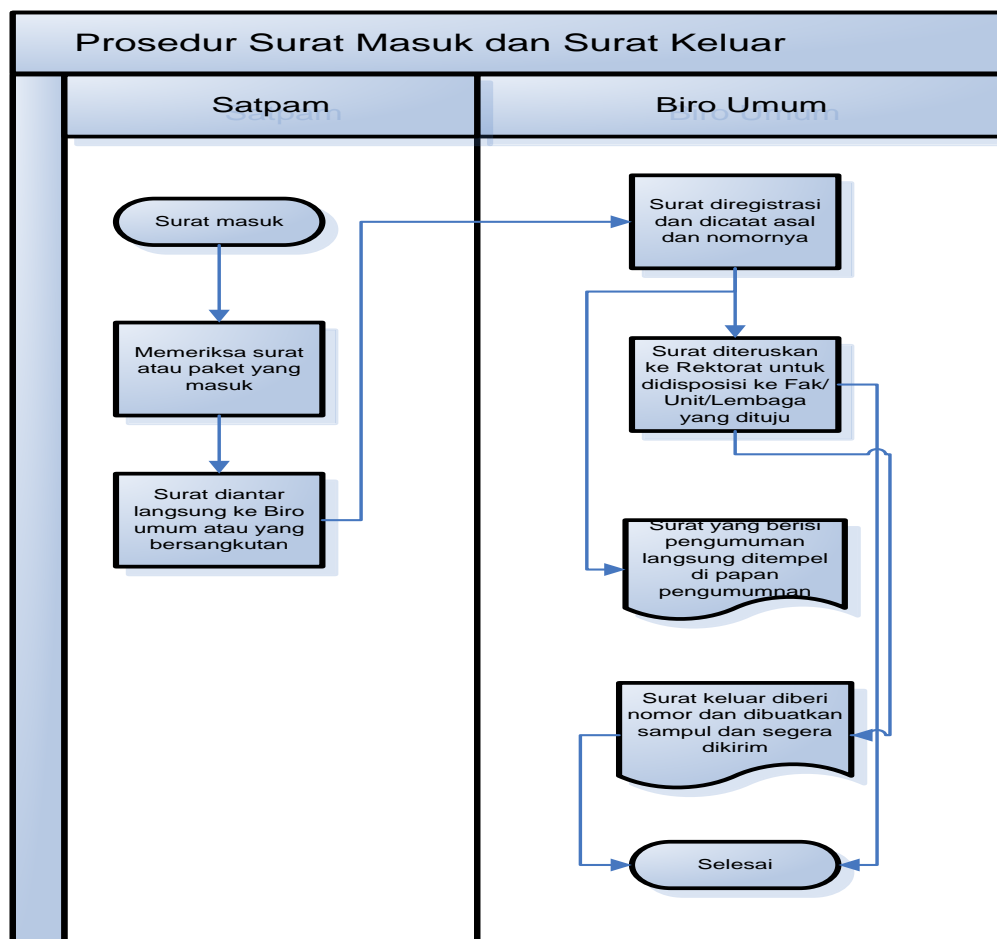 Prosedur Surat Masuk dan Surat Keluar
Satpam
Biro Umum
Surat masuk
Memeriksa surat
atau paket yang
masuk
Surat diantar
langsung ke Biro
umum atau yang
bersangkutan
Surat diregistrasi
dan dicatat asal
dan nomornya
Surat diteruskan
ke Rektorat untuk
didisposisi ke Fak/
Unit/Lembaga
yang dituju
Surat yang berisi
pengumuman
langsung ditempel
di papan
pengumumnan
Surat keluar diberi
nomor dan dibuatkan
sampul dan segera
dikirim
Selesai